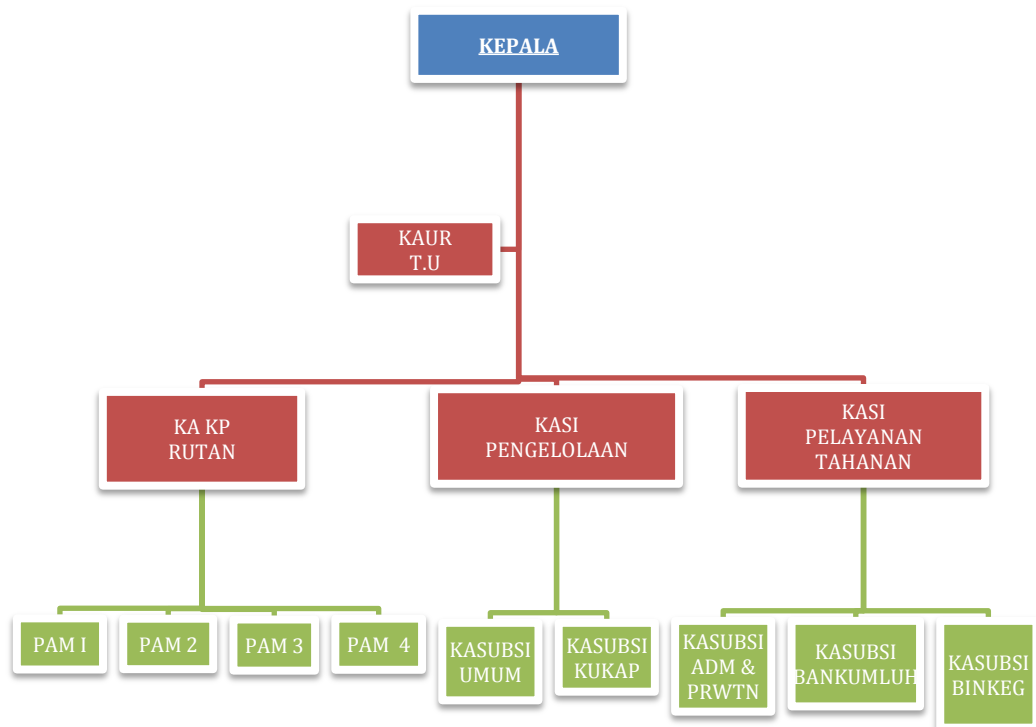 KEPALA
KAUR
T.U
KA KP
RUTAN
KASI
PENGELOLAAN
KASI
PELAYANAN
TAHANAN
PAM I
PAM 2
PAM 3
PAM 4
KASUBSI
UMUM
KASUBSI
KUKAP
KASUBSI
ADM &
PRWTN
KASUBSI
BANKUMLUH
KASUBSI
BINKEG